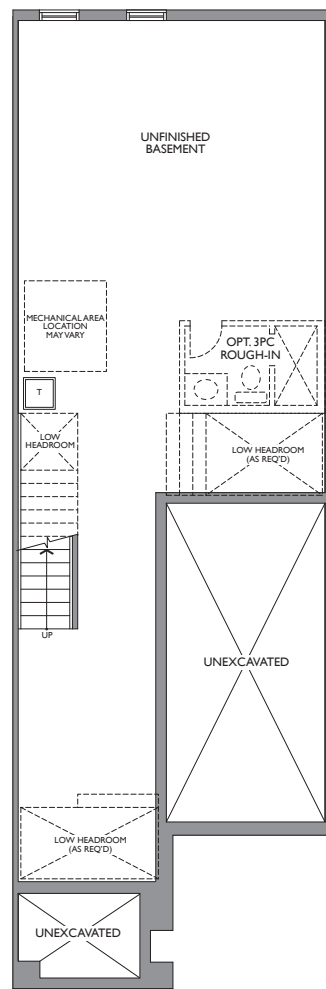 UNFINISHED
BASEMENT
MECHANICAL AREA
LOCATION
MAY VARY
OPT. 3PC
ROUGH-IN
T
LOW
HEADROOM
LOW HEADROOM
(AS REQ'D)
UP
UNEXCAVATED
LOW HEADROOM
(AS REQ'D)
UNEXCAVATED